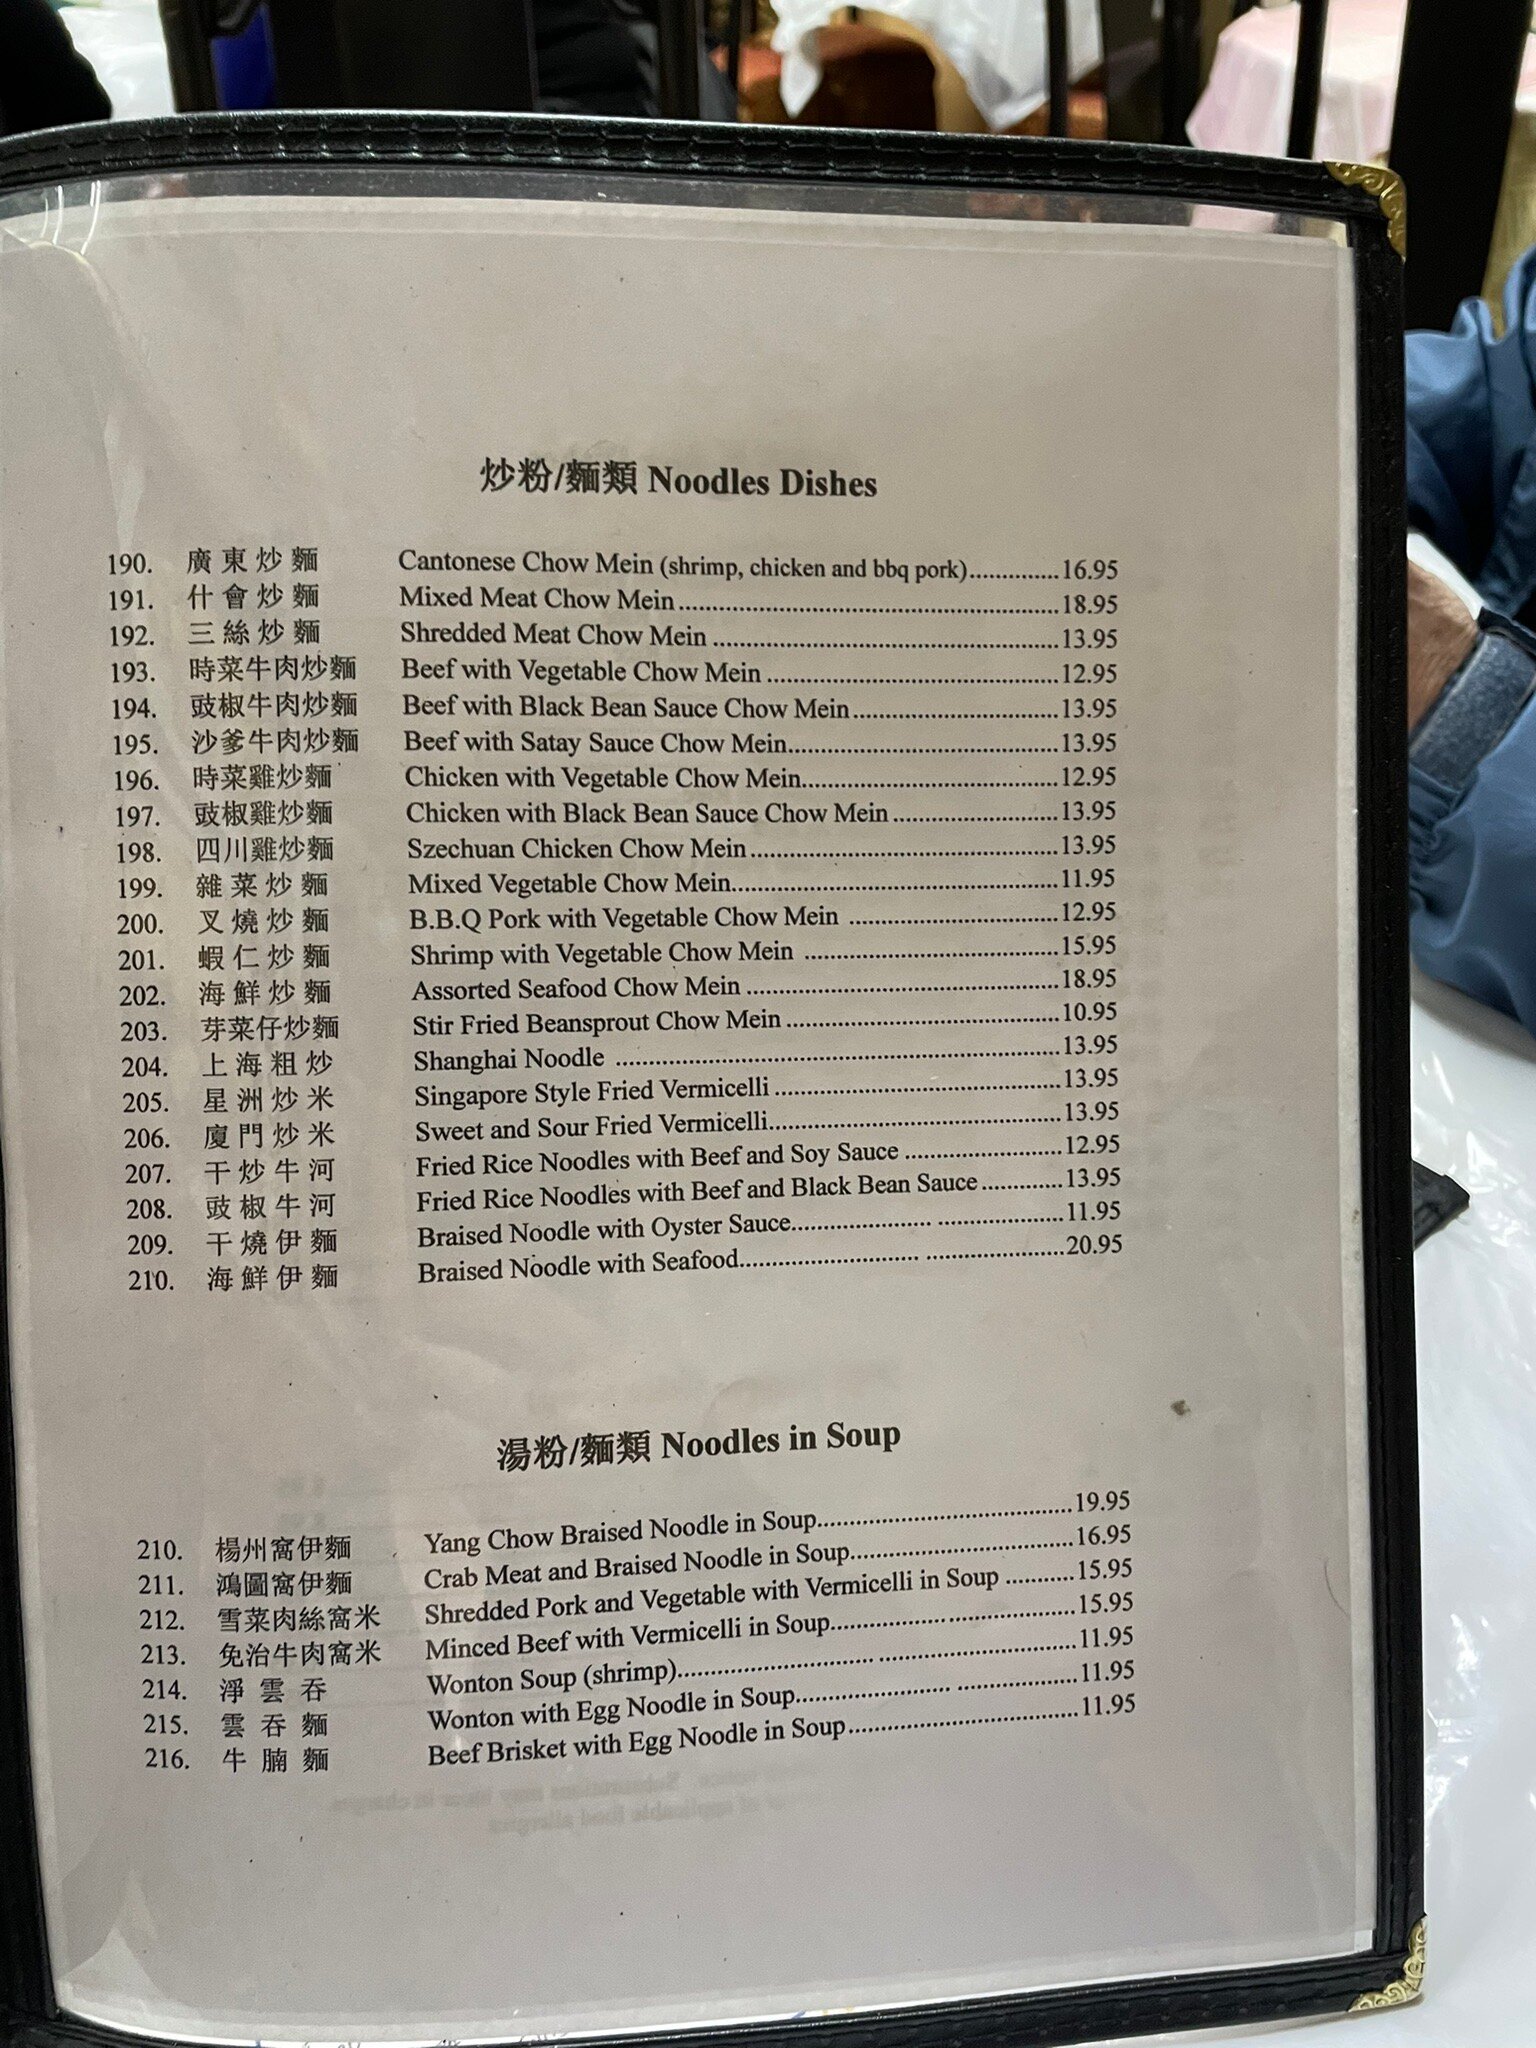 炒粉/麵類 Noodles Dishes
190. 廣東炒麵 Cantonese Chow Mein (shrimp, chicken and bbq pork)..............16.95
191. 什會炒麵 Mixed Meat Chow Mein..........................................................18.95
192. 三絲炒麵 Shredded Meat Chow Mein .....................................................13.95
193. 時菜牛肉炒麵 Beef with Vegetable Chow Mein .............................................12.95
194. 豉椒牛肉炒麵 Beef with Black Bean Sauce Chow Mein................................13.95
195. 沙爹牛肉炒麵 Beef with Satay Sauce Chow Mein.........................................13.95
196. 時菜雞炒麵 Chicken with Vegetable Chow Mein.......................................12.95
197. 豉椒雞炒麵 Chicken with Black Bean Sauce Chow Mein .........................13.95
198. 四川雞炒麵 Szechuan Chicken Chow Mein...............................................13.95
199. 雜菜炒麵 Mixed Vegetable Chow Mein..................................................11.95
200. 叉燒炒麵 B.B.Q Pork with Vegetable Chow Mein ................................12.95
201. 蝦仁炒麵 Shrimp with Vegetable Chow Mein .......................................15.95
202. 海鮮炒麵 Assorted Seafood Chow Mein ................................................18.95
203. 芽菜仔炒麵 Stir Fried Beansprout Chow Mein ..........................................10.95
204. 上海粗炒 Shanghai Noodle ....................................................................13.95
205. 星洲炒米 Singapore Style Fried Vermicelli ............................................13.95
206. 廈門炒米 Sweet and Sour Fried Vermicelli.............................................13.95
207. 干炒牛河 Fried Rice Noodles with Beef and Soy Sauce ........................12.95
208. 豉椒牛河 Fried Rice Noodles with Beef and Black Bean Sauce............13.95
209. 干燒伊麵 Braised Noodle with Oyster Sauce..................... ...................11.95
210. 海鮮伊麵 Braised Noodle with Seafood........................... .....................20.95
湯粉/麵類 Noodles in Soup
210. 楊州窩伊麵 Yang Chow Braised Noodle in Soup.......................................19.95
211. 鴻圖窩伊麵 Crab Meat and Braised Noodle in Soup..................................16.95
212. 雪菜肉絲窩米 Shredded Pork and Vegetable with Vermicelli in Soup ...........15.95
213. 免治牛肉窩米 Minced Beef with Vermicelli in Soup.................. ....................15.95
214. 淨雲吞 Wonton Soup (shrimp).............................. ..............................11.95
215. 雲吞麵 Wonton with Egg Noodle in Soup........................ ...................11.95
216. 牛腩麵 Beef Brisket with Egg Noodle in Soup....................................11.95